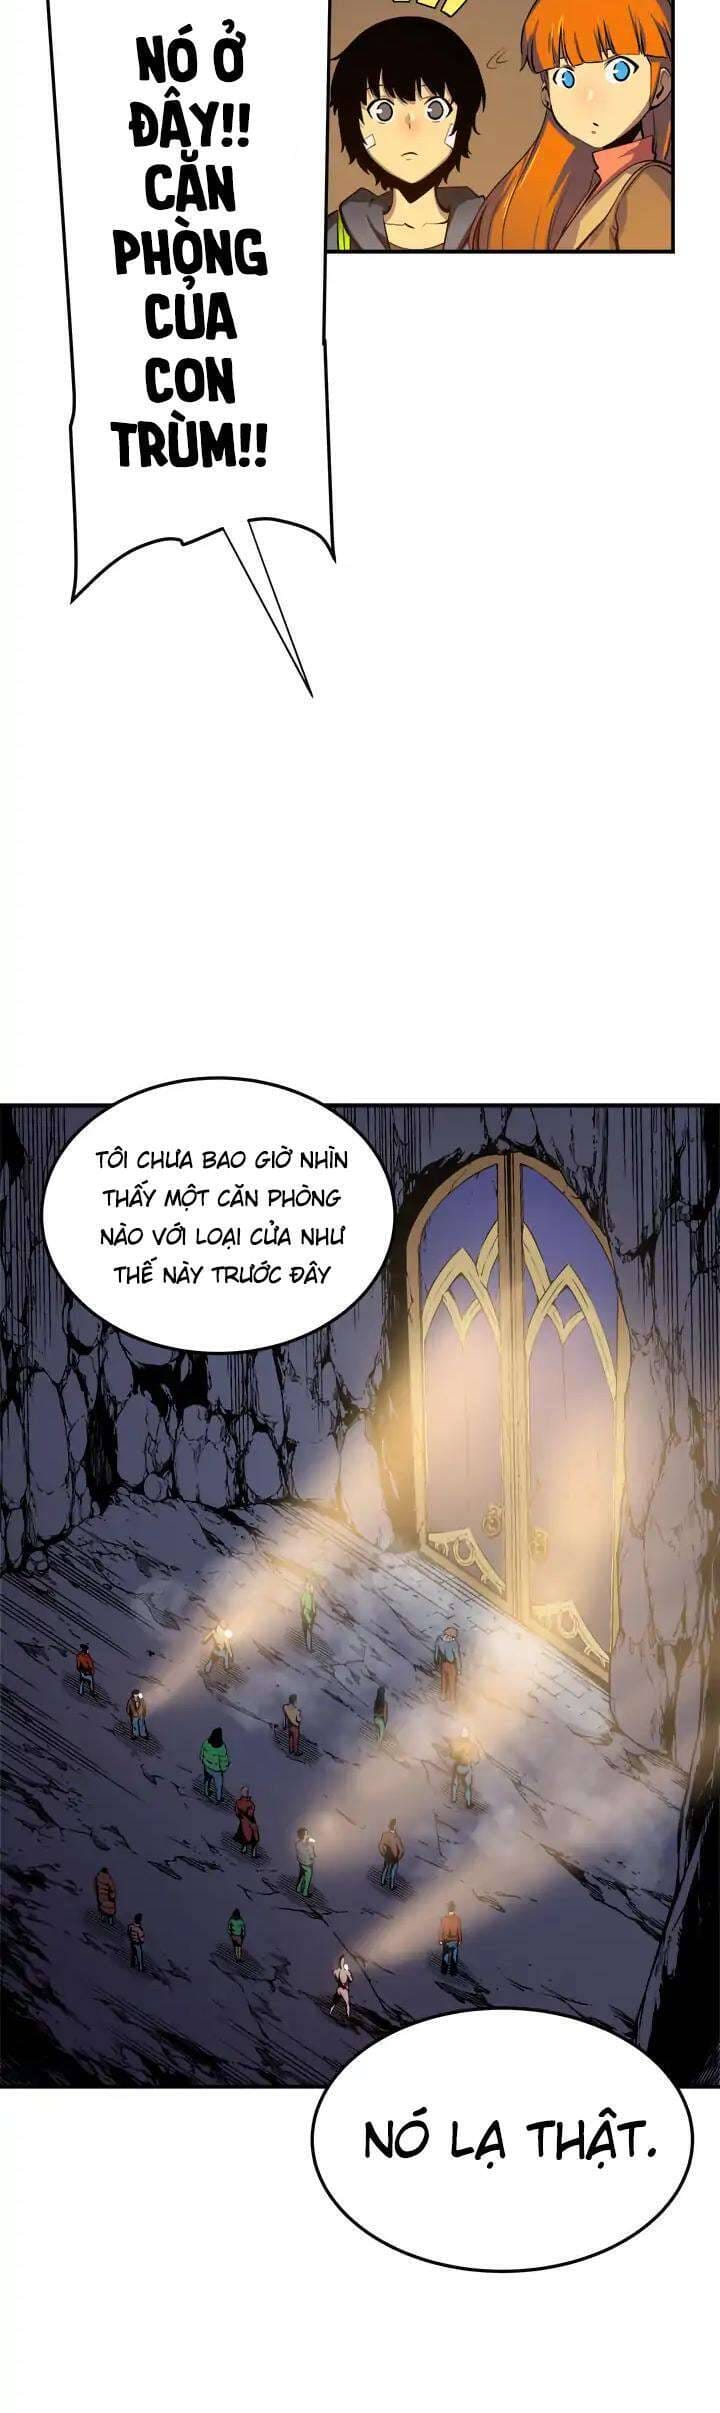 NÓ Ở
ĐÂY!!
CĂN
PHÒNG
CỦA
CON
TRÙM!!
TÔI CHƯA BAO GIỜ NHÌN
THẤY MỘT CĂN PHÒNG
NÀO VỚI LOẠI CỬA NHƯ
THẾ NÀY TRƯỚC ĐÂY
NÓ LẠ THẬT.